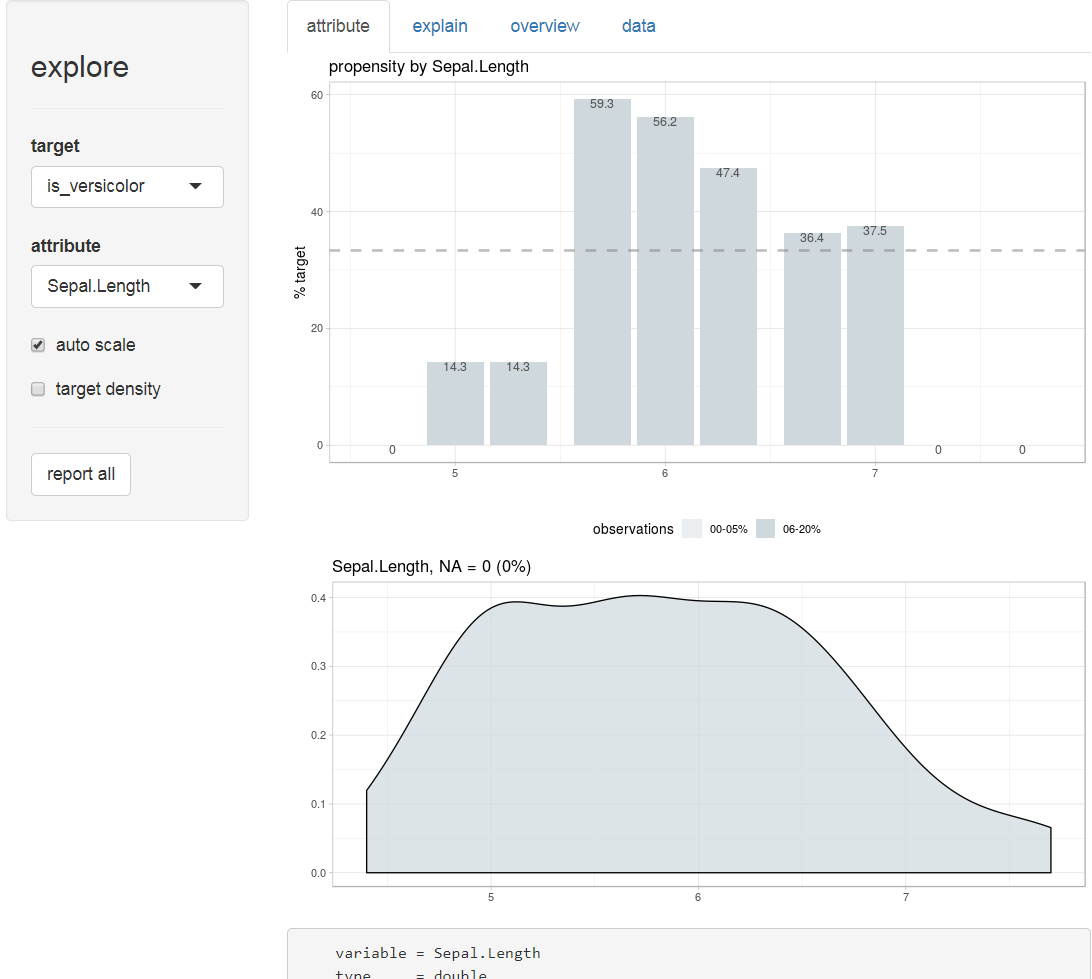 explore
target
is_versicolor
attribute
Sepal.Length
auto scale
target density
report all
attribute explain overview data
propensity by Sepal.Length
% target
60
40
20
0
59.3
56.2
47.4
36.4
37.5
14.3
14.3
0
0
0
5 6 7
observations 00-05% 06-20%
Sepal.Length, NA = 0 (0%)
0.4
0.3
0.2
0.1
0.0
5 6 7
variable = Sepal.Length
type = double